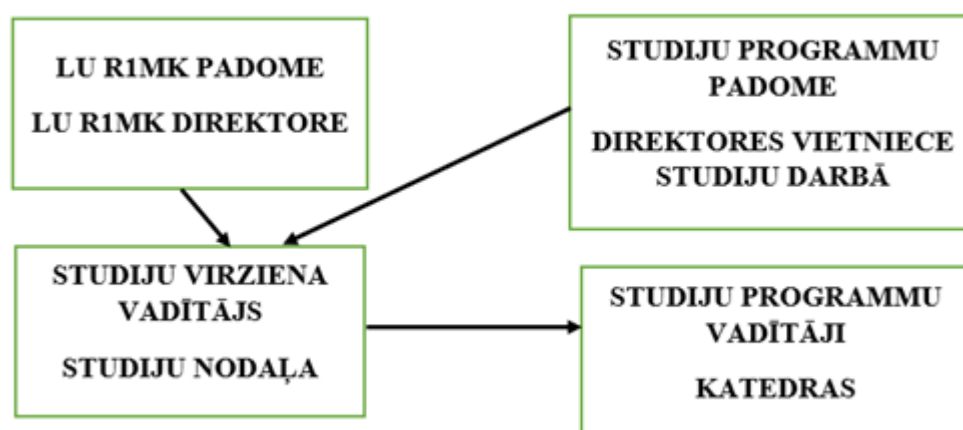 LU R1MK PADOME
LU R1MK DIREKTORE
STUDIJU PROGRAMMU
PADOME
DIREKTORES VIETNIECE
STUDIJU DARBĀ
STUDIJU VIRZIENA
VADĪTĀJS
STUDIJU NODAĻA
STUDIJU PROGRAMMU
VADĪTĀJI
KATEDRAS